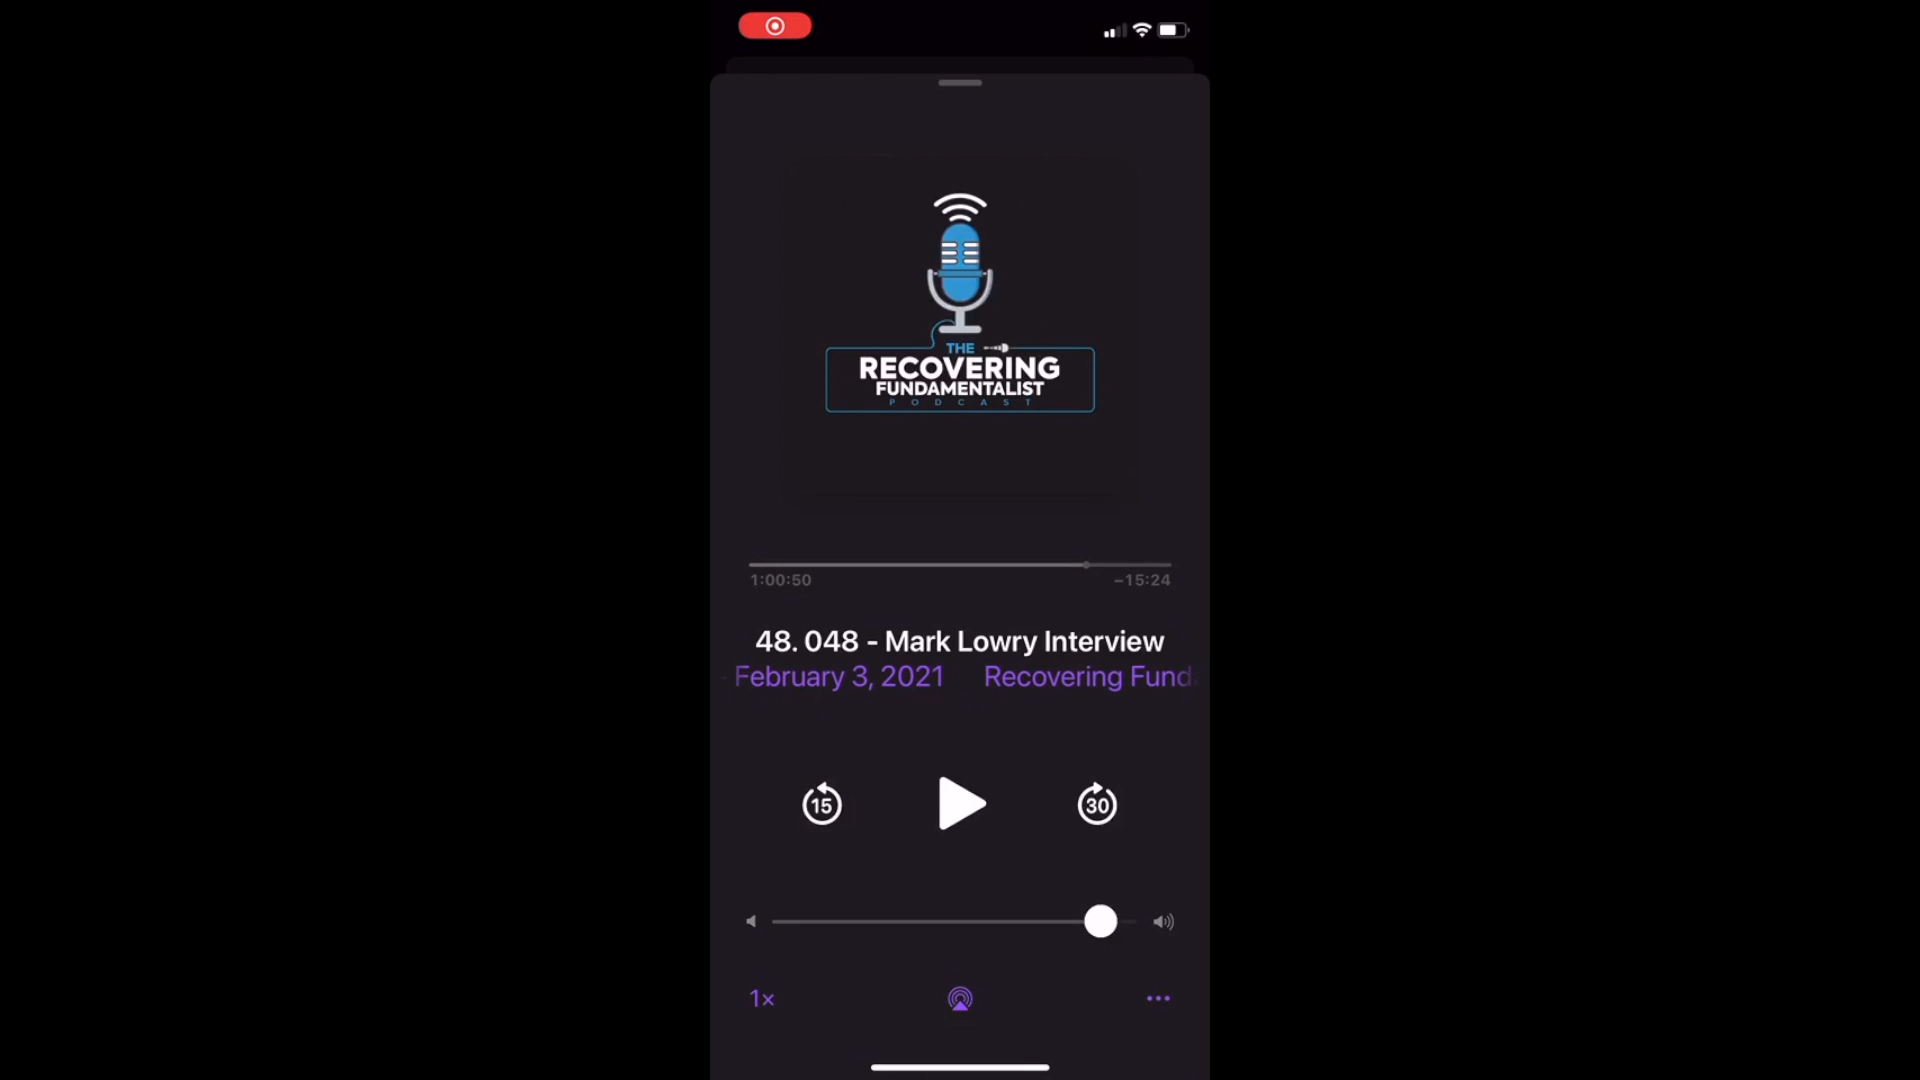 THE
RECOVERING
FUNDAMENTALIST
PODCAST
1:00:50
-15:24
48. 048 - Mark Lowry Interview
February 3, 2021 Recovering Fund
15
30
1×